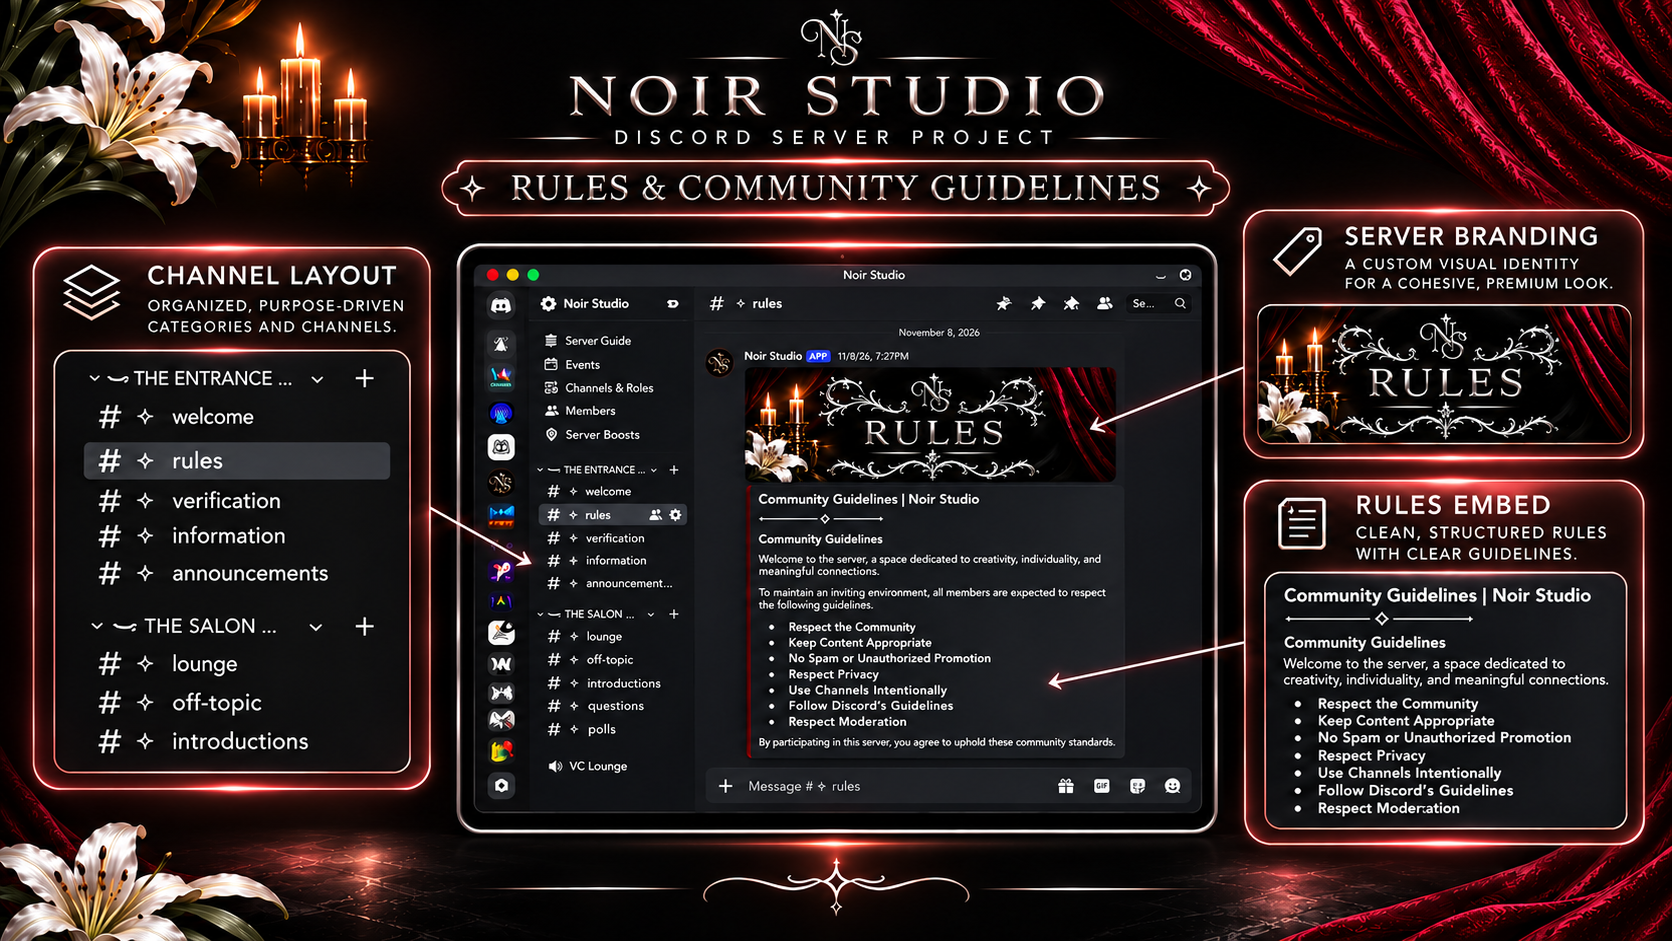 NS
NOIR STUDIO
DISCORD SERVER PROJECT
RULES & COMMUNITY GUIDELINES
CHANNEL LAYOUT
ORGANIZED, PURPOSE-DRIVEN
CATEGORIES AND CHANNELS.
THE ENTRANCE ...
# welcome
# rules
# verification
# information
# announcements
THE SALON ...
# lounge
# off-topic
# introductions
Noir Studio
Noir Studio
Server Guide
Events
Channels & Roles
Members
Server Boosts
THE ENTRANCE ...
# welcome
# rules
# verification
# information
# announcement...
THE SALON ...
# lounge
# off-topic
# introductions
# questions
# polls
VC Lounge
# rules
Se...
November 8, 2026
Noir Studio APP 11/8/26, 7:27PM
NS
RULES
Community Guidelines | Noir Studio
Community Guidelines
Welcome to the server, a space dedicated to creativity, individuality, and
meaningful connections.
To maintain an inviting environment, all members are expected to respect
the following guidelines.
• Respect the Community
• Keep Content Appropriate
• No Spam or Unauthorized Promotion
• Respect Privacy
• Use Channels Intentionally
• Follow Discord's Guidelines
• Respect Moderation
By participating in this server, you agree to uphold these community standards.
Message # rules
GIF
SERVER BRANDING
A CUSTOM VISUAL IDENTITY
FOR A COHESIVE, PREMIUM LOOK.
NS
RULES
RULES EMBED
CLEAN, STRUCTURED RULES
WITH CLEAR GUIDELINES.
Community Guidelines | Noir Studio
Community Guidelines
Welcome to the server, a space dedicated to
creativity, individuality, and meaningful connections.
• Respect the Community
• Keep Content Appropriate
• No Spam or Unauthorized Promotion
• Respect Privacy
• Use Channels Intentionally
• Follow Discord's Guidelines
• Respect Moderation